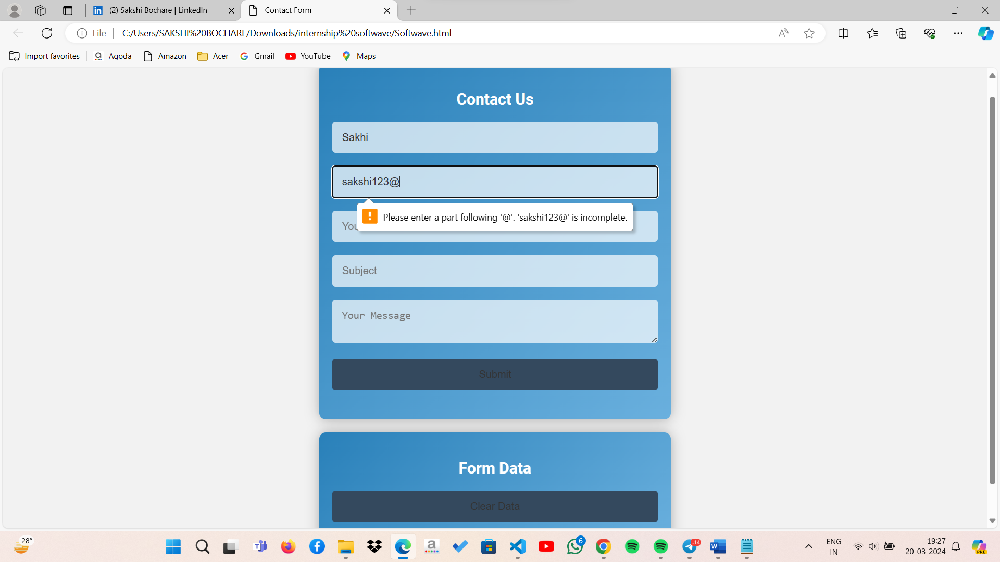 (2) Sakshi Bochare | LinkedIn
Contact Form
File
C:/Users/SAKSHI%20BOCHARE/Downloads/internship%20softwave/Softwave.html
Import favorites
Agoda
Amazon
Acer
Gmail
YouTube
Maps
Contact Us
Sakhi
sakshi123@
Please enter a part following '@'. 'sakshi123@' is incomplete.
You
Subject
Your Message
Submit
Form Data
Clear Data
28°
6
..14
PRE
ENG
IN
19:27
20-03-2024